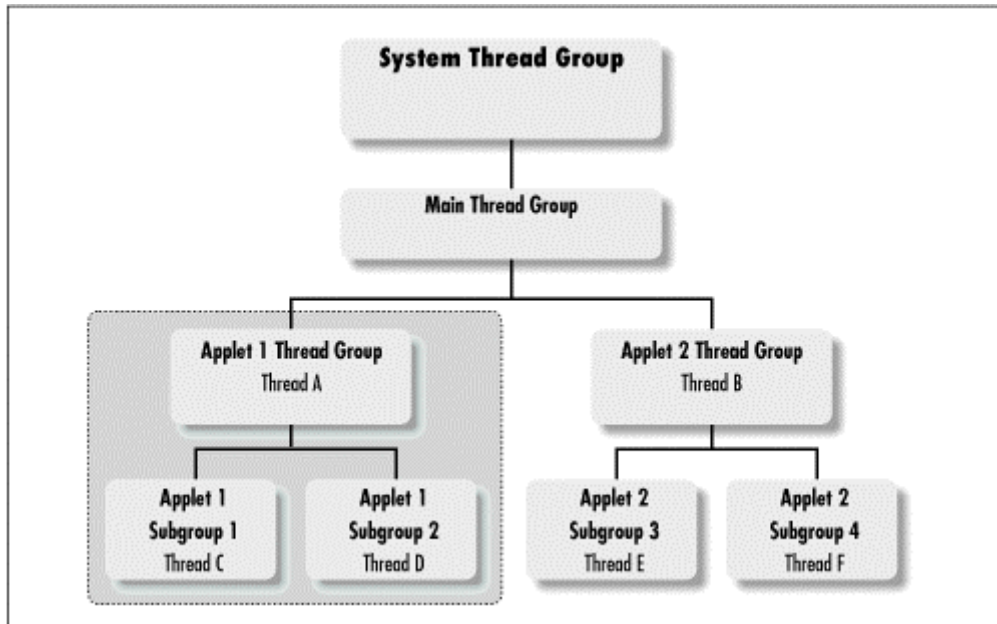 System Thread Group
Main Thread Group
Applet 1 Thread Group
Thread A
Applet 2 Thread Group
Thread B
Applet 1
Subgroup 1
Thread C
Applet 1
Subgroup 2
Thread D
Applet 2
Subgroup 3
Thread E
Applet 2
Subgroup 4
Thread F